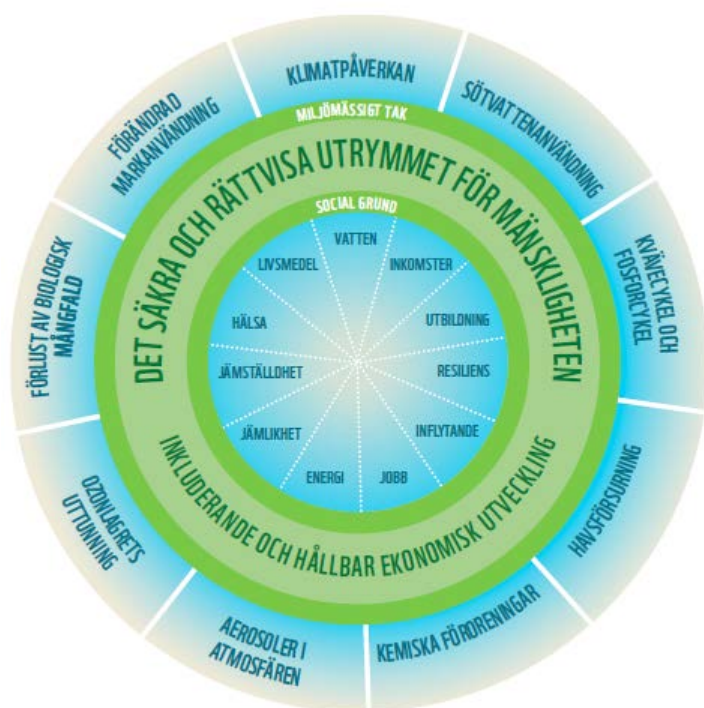 KLIMATPÅVERKAN
SÖTVATTENANVÄNDNING
KVÄVECYKEL OCH
FOSFORCYKEL
HAVSFÖRSURNING
KEMISKA FÖRORENINGAR
AEROSOLER I
ATMOSFÄREN
OZONLAGRETS
UTTUNNING
FÖRLUST AV BIOLOGISK
MÅNGFALD
FÖRÄNDRAD
MARKANVÄNDNING
MILJÖMÄSSIGT TAK
DET SÄKRA OCH RÄTTVISA UTRYMMET FÖR MÄNSKLIGHETEN
INKLUDERANDE OCH HÅLLBAR EKONOMISK UTVECKLING
SOCIAL GRUND
VATTEN
INKOMSTER
UTBILDNING
RESILIENS
INFLYTANDE
JOBB
ENERGI
JÄMLIKHET
JÄMSTÄLLDHET
HÄLSA
LIVSMEDEL